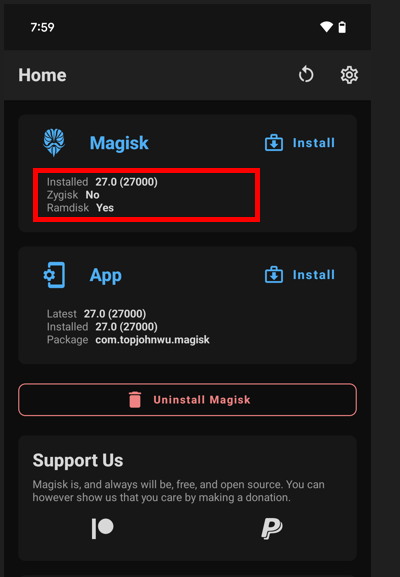 7:59
Home
Magisk
Install
Installed 27.0 (27000)
Zygisk No
Ramdisk Yes
App
Install
Latest 27.0 (27000)
Installed 27.0 (27000)
Package com.topjohnwu.magisk
Uninstall Magisk
Support Us
Magisk is, and always will be, free, and open source. You can
however show us that you care by making a donation.